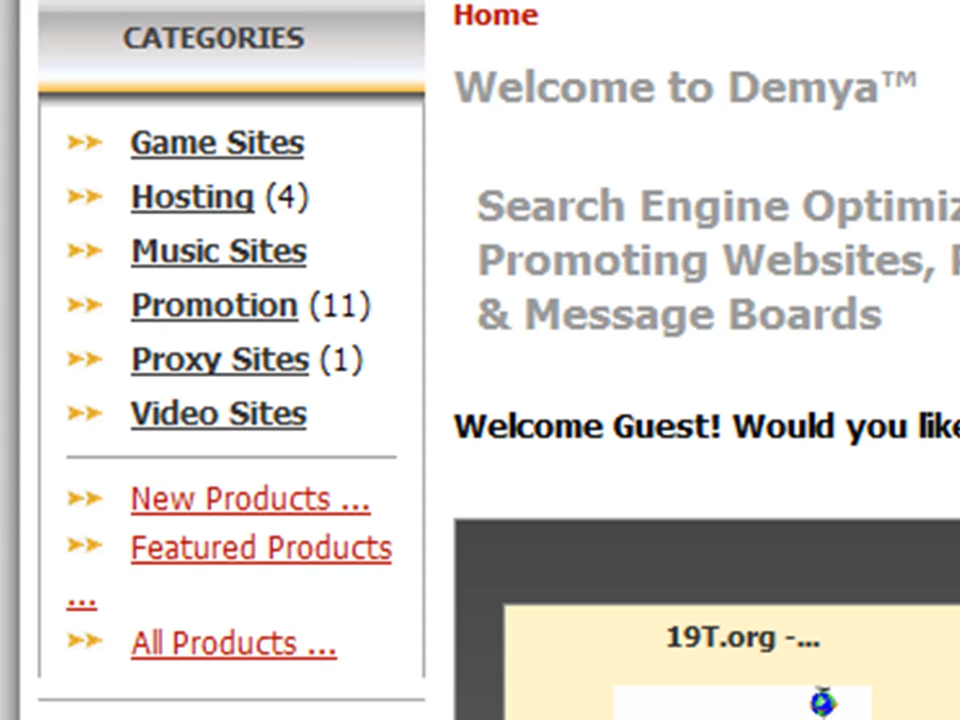 CATEGORIES
Game Sites
Hosting (4)
Music Sites
Promotion (11)
Proxy Sites (1)
Video Sites
New Products ...
Featured Products
...
All Products ...
Home
Welcome to Demya™
Search Engine Optimiz
Promoting Websites,
& Message Boards
Welcome Guest! Would you like
19T.org -...